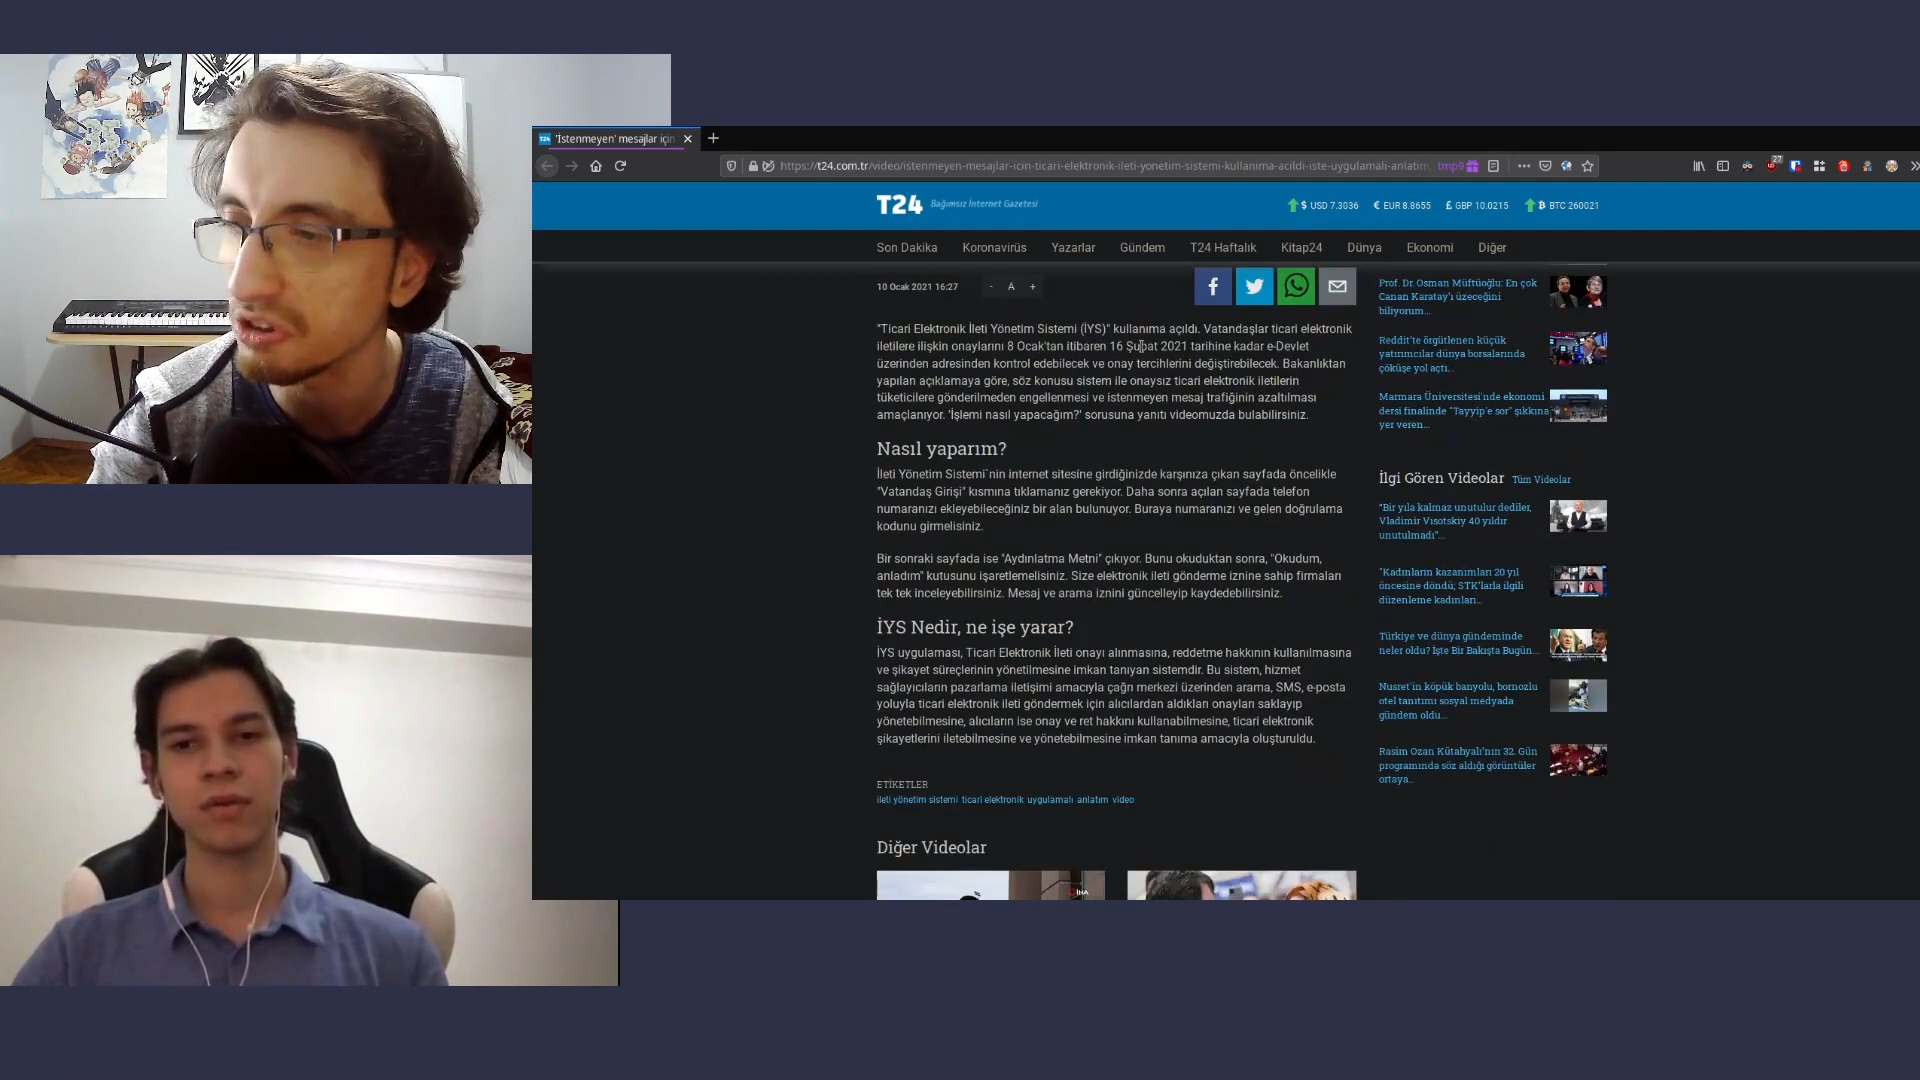 35
T24 'İstenmeyen' mesajlar için
https://t24.com.tr/video/istenmeyen-mesajlar-icin-ticari-elektronik-ileti-yonetim-sistemi-kullanima-acildi-iste-uygulamali-anlatim, tmp9
27
T24 Bağımsız İnternet Gazetesi
$ USD 7.3036 € EUR 8.8655 £ GBP 10.0215 BTC 260021
Son Dakika Koronavirüs Yazarlar Gündem T24 Haftalık Kitap24 Dünya Ekonomi Diğer
10 Ocak 2021 16:27 - A +
"Ticari Elektronik İleti Yönetim Sistemi (İYS)" kullanıma açıldı. Vatandaşlar ticari elektronik
iletilere ilişkin onaylarını 8 Ocak'tan itibaren 16 Şubat 2021 tarihine kadar e-Devlet
üzerinden adresinden kontrol edebilecek ve onay tercihlerini değiştirebilecek. Bakanlıktan
yapılan açıklamaya göre, söz konusu sistem ile onaysız ticari elektronik iletilerin
tüketicilere gönderilmeden engellenmesi ve istenmeyen mesaj trafiğinin azaltılması
amaçlanıyor. 'İşlemi nasıl yapacağım?' sorusuna yanıtı videomuzda bulabilirsiniz.
Nasıl yaparım?
İleti Yönetim Sistemi`nin internet sitesine girdiğinizde karşınıza çıkan sayfada öncelikle
"Vatandaş Girişi" kısmına tıklamanız gerekiyor. Daha sonra açılan sayfada telefon
numaranızı ekleyebileceğiniz bir alan bulunuyor. Buraya numaranızı ve gelen doğrulama
kodunu girmelisiniz.
Bir sonraki sayfada ise "Aydınlatma Metni" çıkıyor. Bunu okuduktan sonra, "Okudum,
anladım" kutusunu işaretlemelisiniz. Size elektronik ileti gönderme iznine sahip firmaları
tek tek inceleyebilirsiniz. Mesaj ve arama iznini güncelleyip kaydedebilirsiniz.
İYS Nedir, ne işe yarar?
İYS uygulaması, Ticari Elektronik İleti onayı alınmasına, reddetme hakkının kullanılmasına
ve şikayet süreçlerinin yönetilmesine imkan tanıyan sistemdir. Bu sistem, hizmet
sağlayıcıların pazarlama iletişimi amacıyla çağrı merkezi üzerinden arama, SMS, e-posta
yoluyla ticari elektronik ileti göndermek için alıcılardan aldıkları onayları saklayıp
yönetebilmesine, alıcıların ise onay ve ret hakkını kullanabilmesine, ticari elektronik
şikayetlerini iletebilmesine ve yönetebilmesine imkan tanıma amacıyla oluşturuldu.
ETİKETLER
ileti yönetim sistemi ticari elektronik uygulamalı anlatım video
Diğer Videolar
İHA
Prof. Dr. Osman Müftüoğlu: En çok
Canan Karatay'ı üzeceğini
biliyorum...
Reddit'te örgütlenen küçük
yatırımcılar dünya borsalarında
çöküşe yol açtı...
Marmara Üniversitesi'nde ekonomi
dersi finalinde "Tayyip'e sor" şıkkına
yer veren...
İlgi Gören Videolar Tüm Videolar
"Bir yıla kalmaz unutulur dediler,
Vladimir Vısotskiy 40 yıldır
unutulmadı"...
"Kadınların kazanımları 20 yıl
öncesine döndü; STK'larla ilgili
düzenleme kadınları...
Türkiye ve dünya gündeminde
neler oldu? İşte Bir Bakışta Bugün...
Nusret'in köpük banyolu, bornozlu
otel tanıtımı sosyal medyada
gündem oldu...
Rasim Ozan Kütahyalı'nın 32. Gün
programında söz aldığı görüntüler
ortaya...